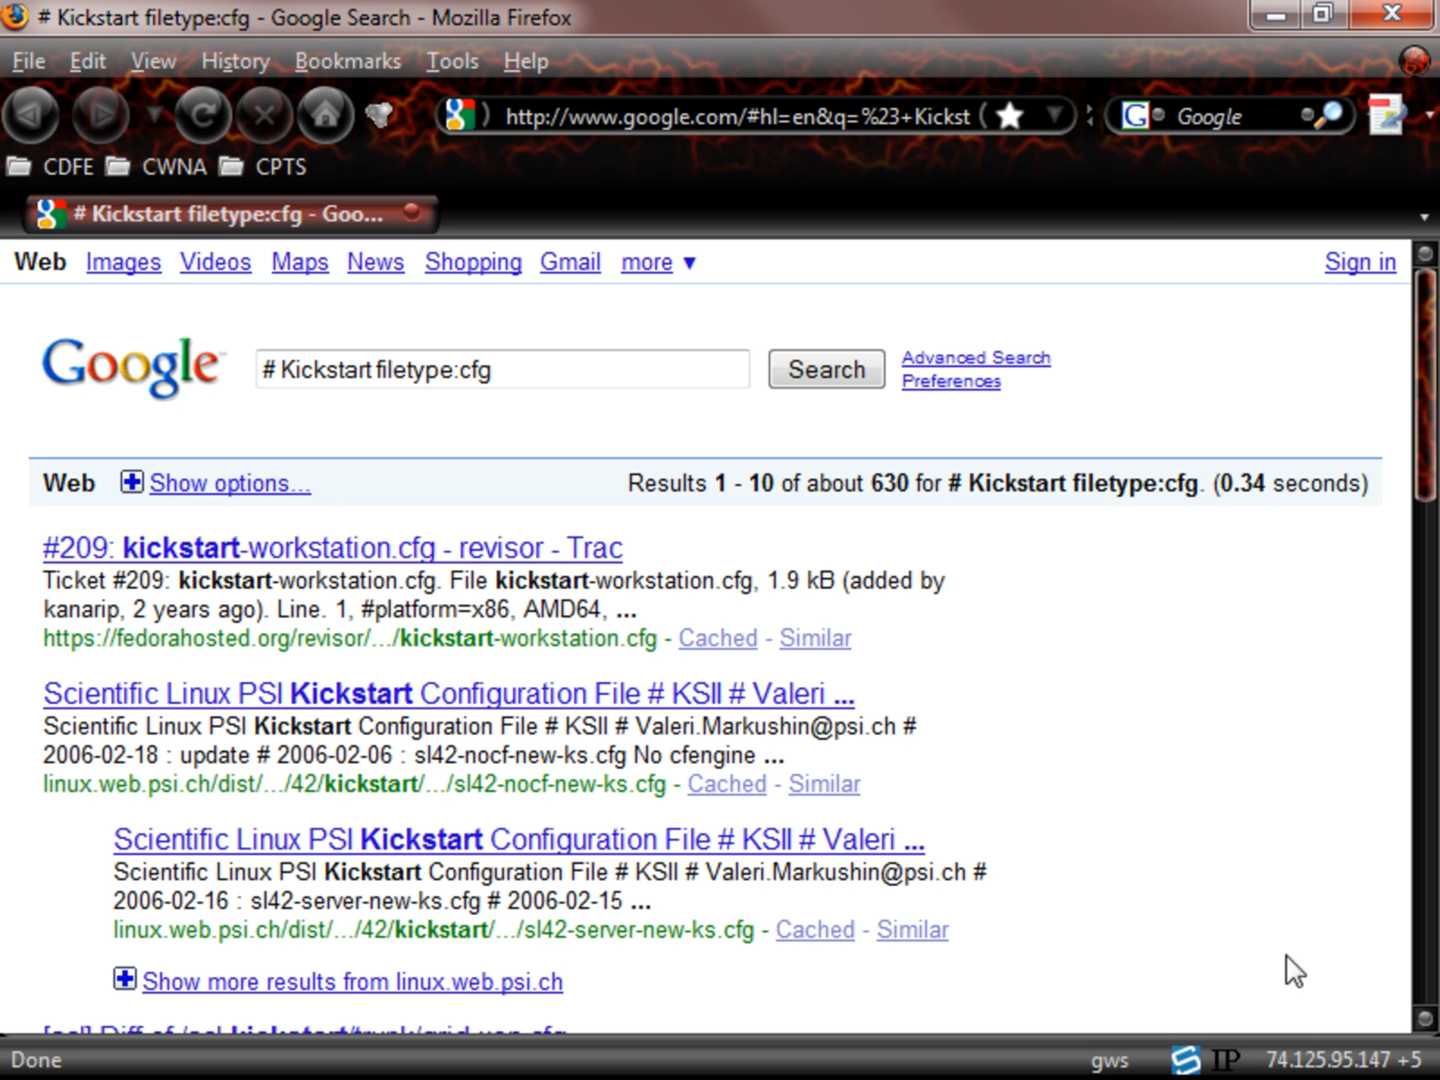 # Kickstart filetype:cfg - Google Search - Mozilla Firefox
File Edit View History Bookmarks Tools Help
http://www.google.com/#hl=en&q=%23+Kickst
Google
CDFE CWNA CPTS
# Kickstart filetype:cfg - Goo...
Web Images Videos Maps News Shopping Gmail more ▼ Sign in
Google
# Kickstart filetype:cfg
Search
Advanced Search
Preferences
Web Show options... Results 1 - 10 of about 630 for # Kickstart filetype:cfg. (0.34 seconds)
#209: kickstart-workstation.cfg - revisor - Trac
Ticket #209: kickstart-workstation.cfg. File kickstart-workstation.cfg, 1.9 kB (added by
kanarip, 2 years ago). Line. 1, #platform=x86, AMD64, ...
https://fedorahosted.org/revisor/.../kickstart-workstation.cfg - Cached - Similar
Scientific Linux PSI Kickstart Configuration File # KSII # Valeri ...
Scientific Linux PSI Kickstart Configuration File # KSII # Valeri.Markushin@psi.ch #
2006-02-18 : update # 2006-02-06 : sl42-nocf-new-ks.cfg No cfengine ...
linux.web.psi.ch/dist/.../42/kickstart/.../sl42-nocf-new-ks.cfg - Cached - Similar
Scientific Linux PSI Kickstart Configuration File # KSII # Valeri ...
Scientific Linux PSI Kickstart Configuration File # KSII # Valeri.Markushin@psi.ch #
2006-02-16 : sl42-server-new-ks.cfg # 2006-02-15 ...
linux.web.psi.ch/dist/.../42/kickstart/.../sl42-server-new-ks.cfg - Cached - Similar
Show more results from linux.web.psi.ch
Done gws IP 74.125.95.147 +5